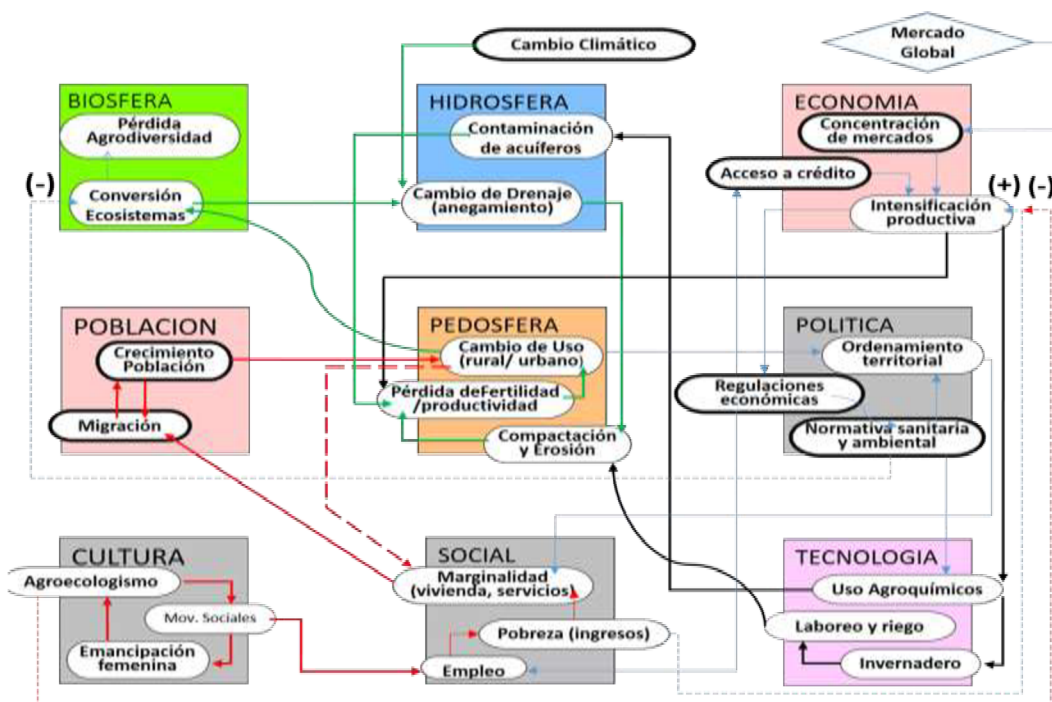 Mercado
Global
Cambio Climático
BIOSFERA
Pérdida
Agrodiversidad
Conversión
Ecosistemas
(-)
HIDROSFERA
Contaminación
de acuíferos
Cambio de Drenaje
(anegamiento)
ECONOMIA
Concentración
de mercados
Acceso a crédito
Intensificación
productiva
(+) (-)
POBLACION
Crecimiento
Población
Migración
PEDOSFERA
Cambio de Uso
(rural/ urbano)
Pérdida deFertilidad
/productividad
Compactación
y Erosión
POLITICA
Ordenamiento
territorial
Regulaciones
económicas
Normativa sanitaria
y ambiental
CULTURA
Agroecologismo
Mov. Sociales
Emancipación
femenina
SOCIAL
Marginalidad
(vivienda, servicios)
Pobreza (ingresos)
Empleo
TECNOLOGIA
Uso Agroquímicos
Laboreo y riego
Invernadero